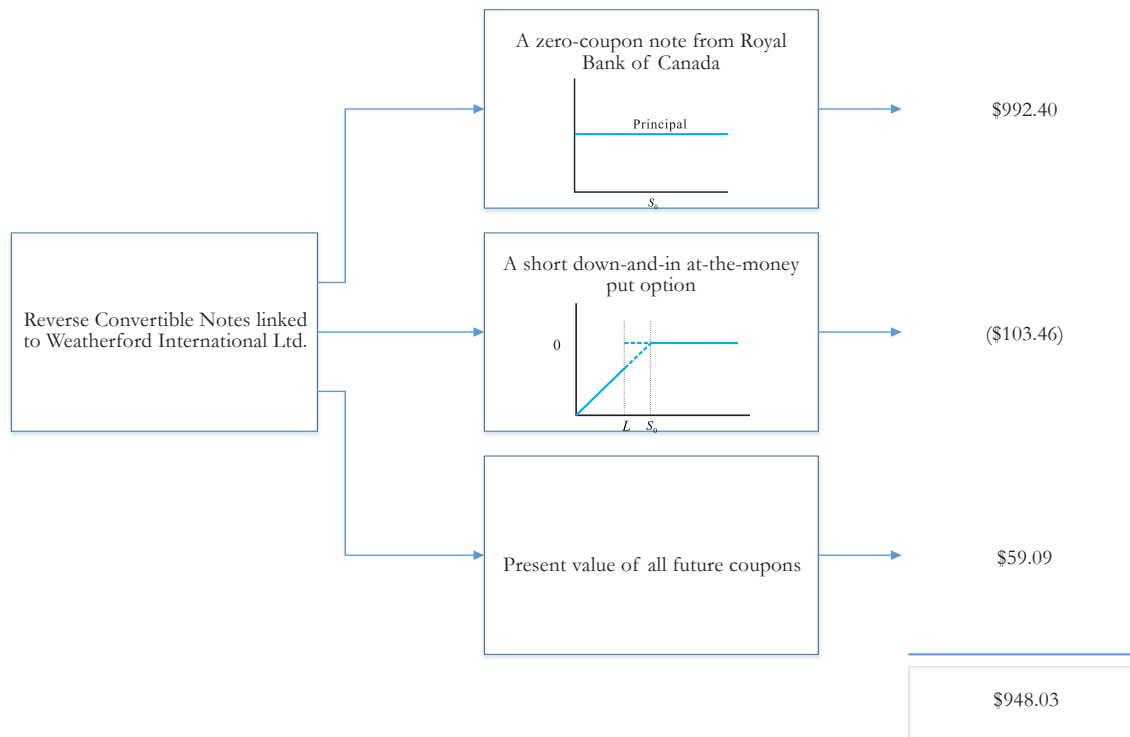 A zero-coupon note from Royal
Bank of Canada
Principal
S₀
$992.40
Reverse Convertible Notes linked
to Weatherford International Ltd.
A short down-and-in at-the-money
put option
0
L S₀
($103.46)
Present value of all future coupons
$59.09
$948.03